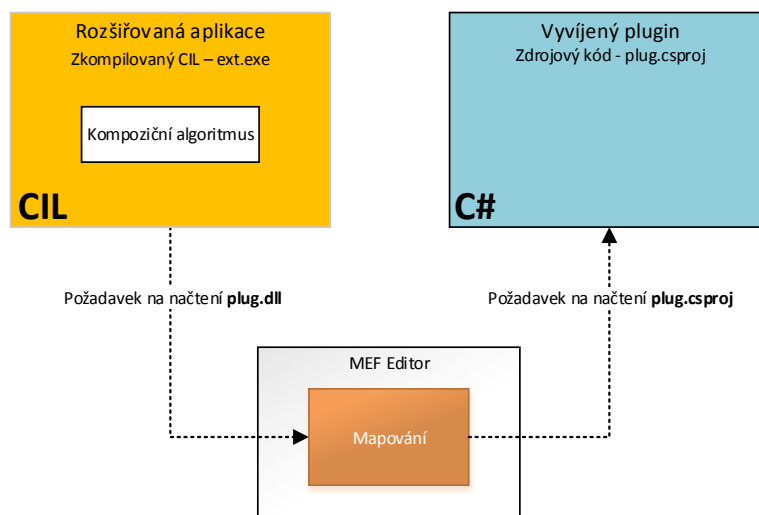 Rozšiřovaná aplikace
Zkompilovaný CIL – ext.exe
Kompoziční algoritmus
CIL
Vyvíjený plugin
Zdrojový kód - plug.csproj
C#
Požadavek na načtení plug.dll
Požadavek na načtení plug.csproj
MEF Editor
Mapování